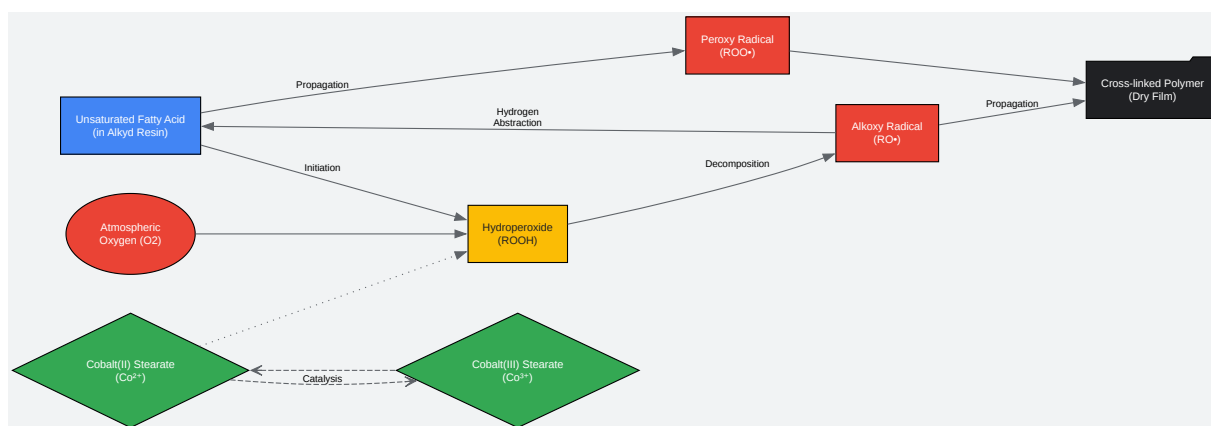 Peroxy Radical
(ROO•)
Propagation
Cross-linked Polymer
(Dry Film)
Propagation
Unsaturated Fatty Acid
(in Alkyd Resin)
Hydrogen
Abstraction
Alkoxy Radical
(RO•)
Initiation
Decomposition
Atmospheric
Oxygen (O2)
Hydroperoxide
(ROOH)
Cobalt(II) Stearate
(Co²⁺)
Catalysis
Cobalt(III) Stearate
(Co³⁺)